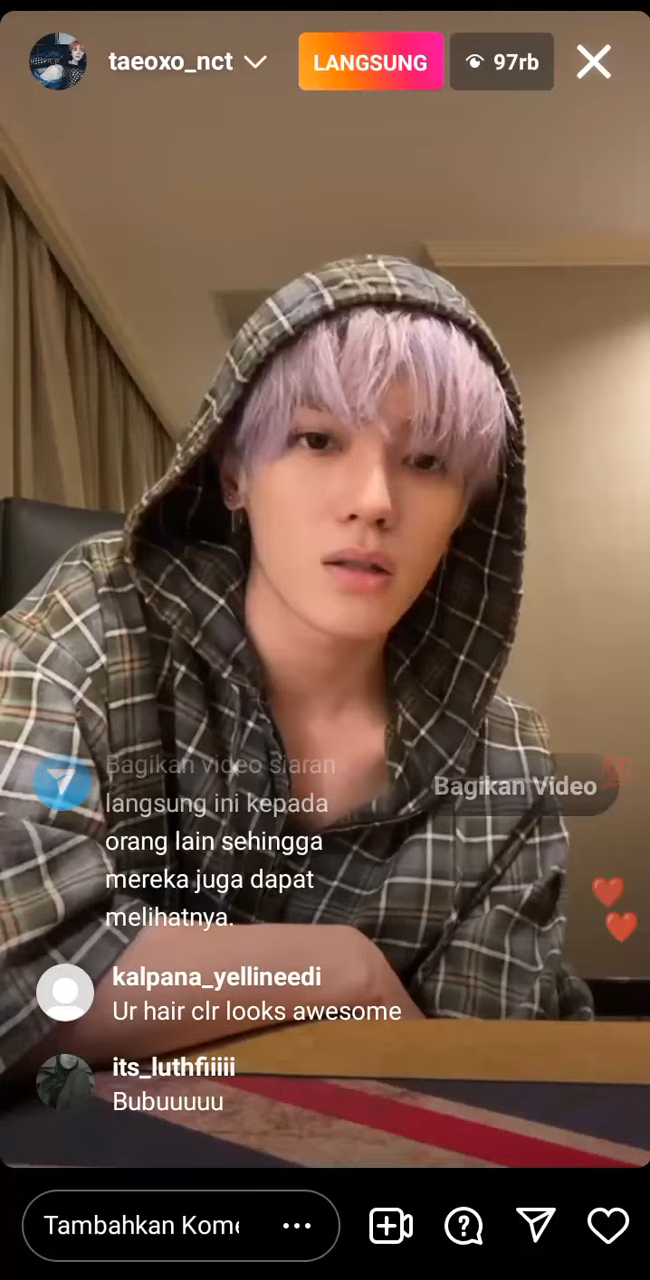 taeoxo_nct
LANGSUNG
97rb
Bagikan video siaran
langsung ini kepada
orang lain sehingga
mereka juga dapat
melihatnya.
Bagikan Video
kalpana_yellineedi
Ur hair clr looks awesome
its_luthfiiiii
Bubuuuuu
Tambahkan Kome